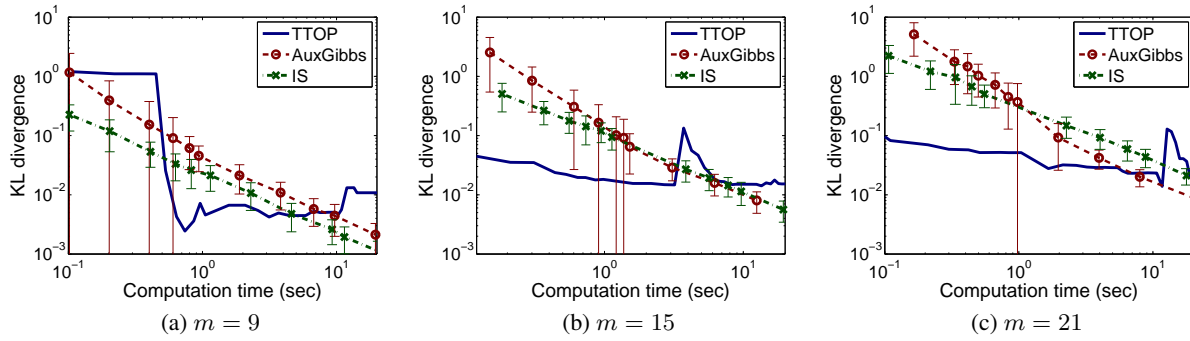 TTOP
AuxGibbs
IS
KL divergence
10^1
10^0
10^-1
10^-2
10^-3
10^-1
10^0
10^1
Computation time (sec)
(a) m = 9
TTOP
AuxGibbs
IS
KL divergence
10^1
10^0
10^-1
10^-2
10^-3
10^0
10^1
Computation time (sec)
(b) m = 15
TTOP
AuxGibbs
IS
KL divergence
10^1
10^0
10^-1
10^-2
10^-3
10^-1
10^0
10^1
Computation time (sec)
(c) m = 21